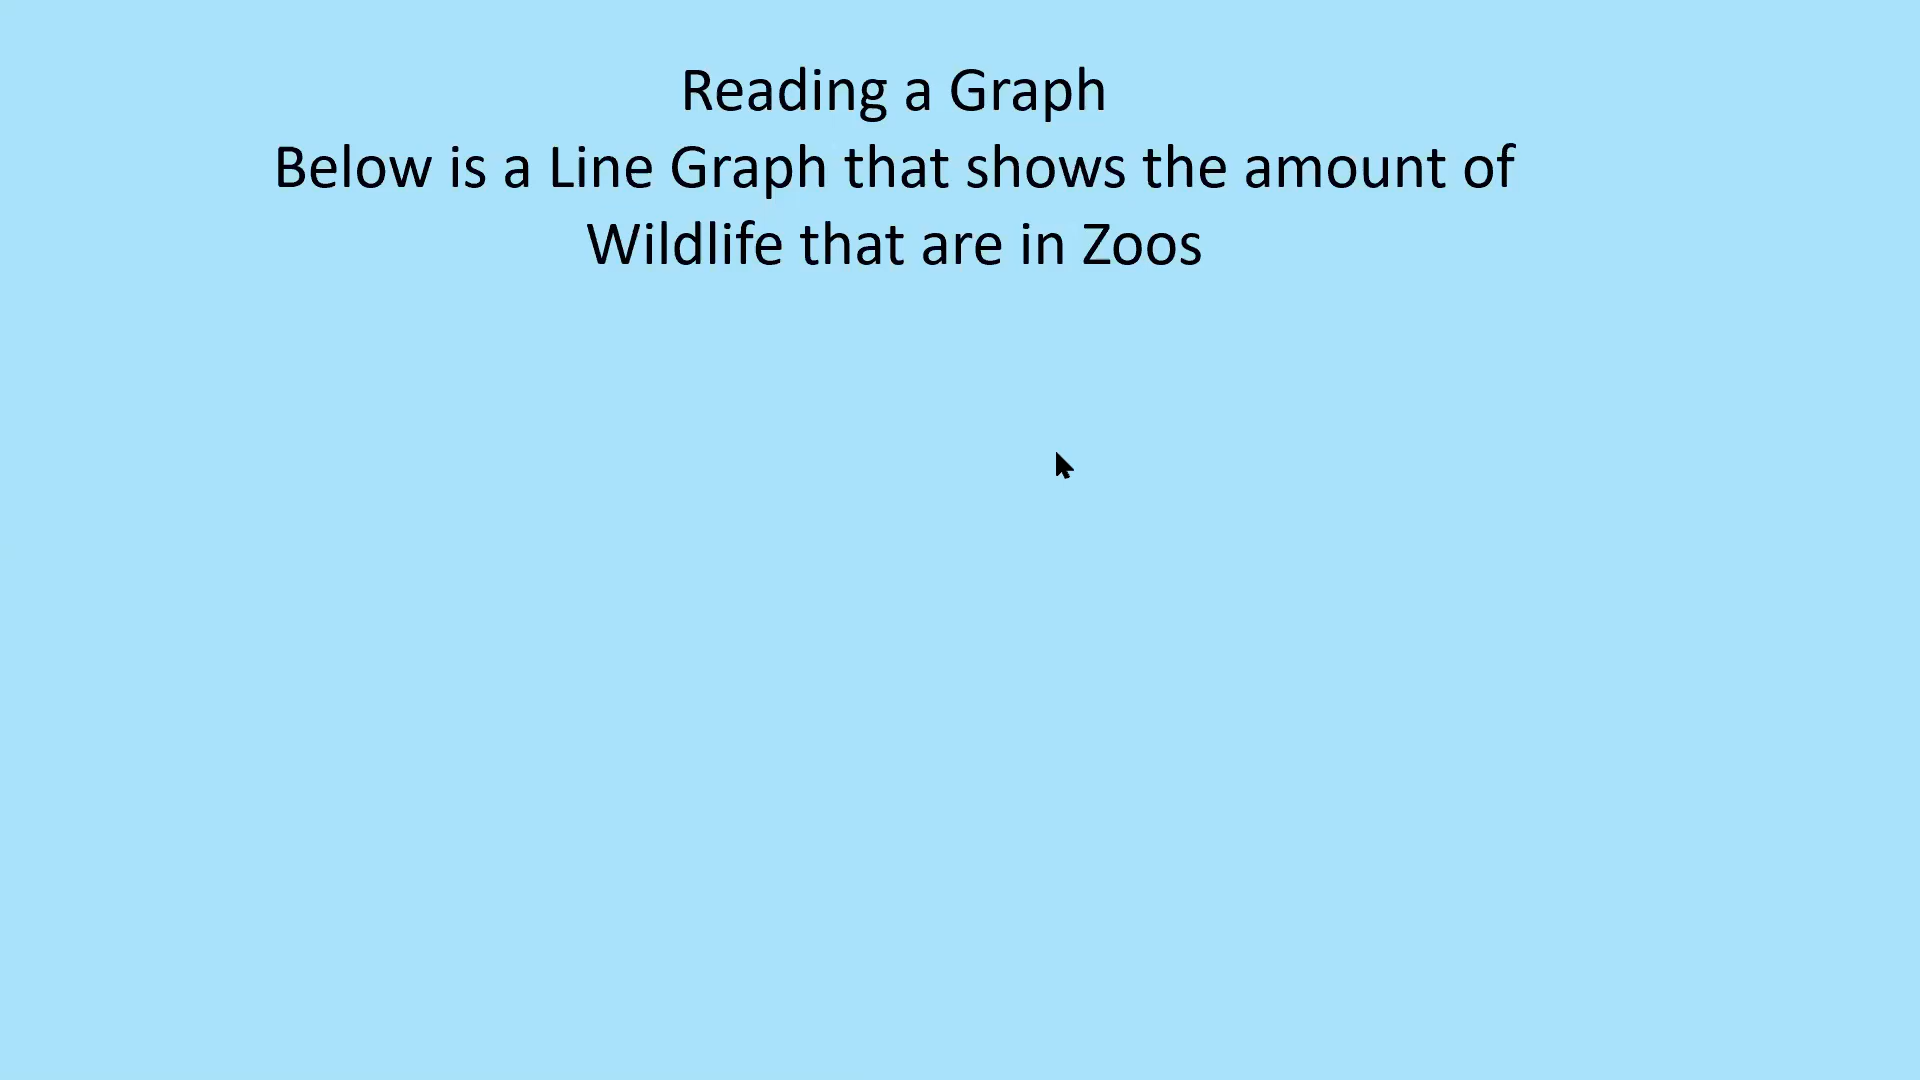 Reading a Graph
Below is a Line Graph that shows the amount of
Wildlife that are in Zoos